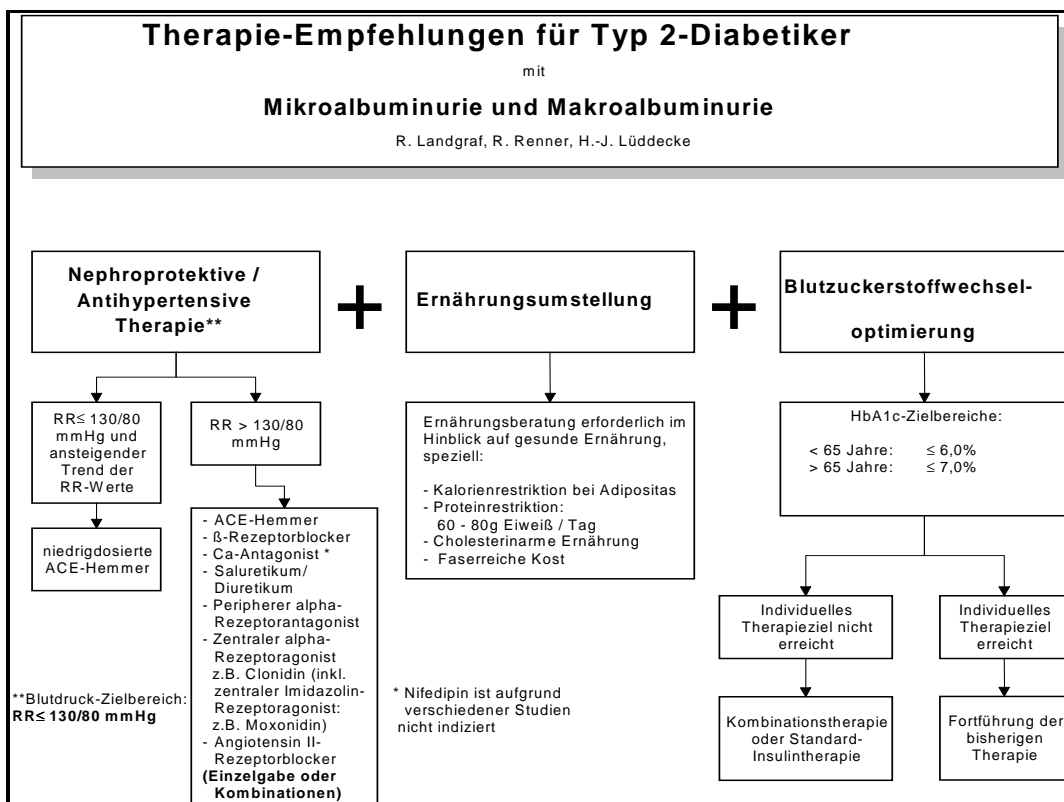 Therapie-Empfehlungen für Typ 2-Diabetiker
mit
Mikroalbuminurie und Makroalbuminurie
R. Landgraf, R. Renner, H.-J. Lüddecke
Nephroprotektive /
Antihypertensive
Therapie**
+
Ernährungsumstellung
+
Blutzuckerstoffwechsel-
optimierung
RR≤ 130/80
mmHg und
ansteigender
Trend der
RR-Werte
niedrigdosierte
ACE-Hemmer
RR > 130/80
mmHg
- ACE-Hemmer
- ß-Rezeptorblocker
- Ca-Antagonist *
- Saluretikum/
Diuretikum
- Peripherer alpha-
Rezeptorantagonist
- Zentraler alpha-
Rezeptoragonist
z.B. Clonidin (inkl.
zentraler Imidazolin-
Rezeptoragonist:
z.B. Moxonidin)
- Angiotensin II-
Rezeptorblocker
(Einzelgabe oder
Kombinationen)
**Blutdruck-Zielbereich:
RR≤ 130/80 mmHg
Ernährungsberatung erforderlich im
Hinblick auf gesunde Ernährung,
speziell:
- Kalorienrestriktion bei Adipositas
- Proteinrestriktion:
60 - 80g Eiweiß / Tag
- Cholesterinarme Ernährung
- Faserreiche Kost
* Nifedipin ist aufgrund
verschiedener Studien
nicht indiziert
HbA1c-Zielbereiche:
< 65 Jahre: ≤ 6,0%
> 65 Jahre: ≤ 7,0%
Individuelles
Therapieziel nicht
erreicht
Kombinationstherapie
oder Standard-
Insulintherapie
Individuelles
Therapieziel
erreicht
Fortführung der
bisherigen
Therapie